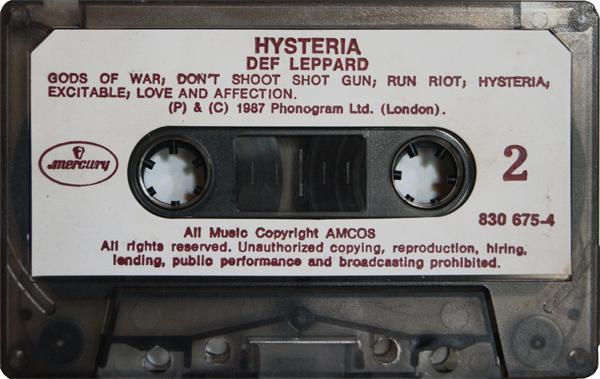 HYSTERIA
DEF LEPPARD
GODS OF WAR; DON'T SHOOT SHOT GUN; RUN RIOT; HYSTERIA;
EXCITABLE; LOVE AND AFFECTION.
(P) & (C) 1987 Phonogram Ltd. (London).
mercury
2
830 675-4
All Music Copyright AMCOS
All rights reserved. Unauthorized copying, reproduction, hiring,
lending, public performance and broadcasting prohibited.